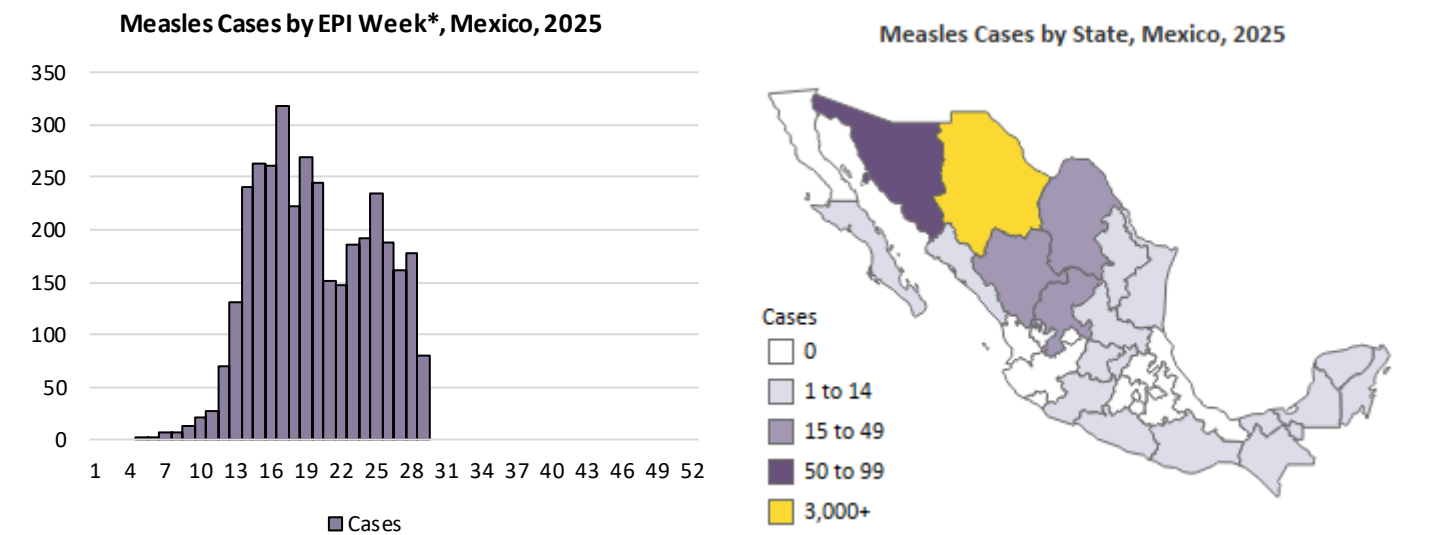 Measles Cases by EPI Week*, Mexico, 2025
350
300
250
200
150
100
50
0
1 4 7 10 13 16 19 22 25 28 31 34 37 40 43 46 49 52
Cases
Measles Cases by State, Mexico, 2025
Cases
0
1 to 14
15 to 49
50 to 99
3,000+